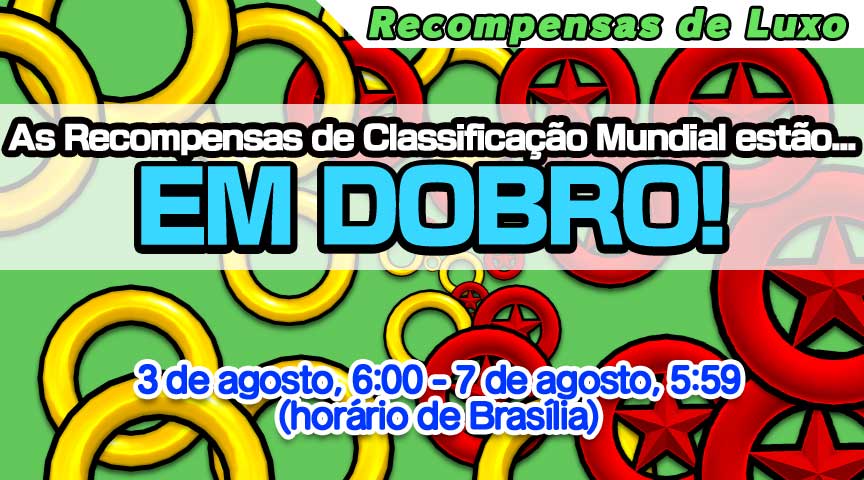 Recompensas de Luxo
As Recompensas de Classificação Mundial estão...
EM DOBRO!
3 de agosto, 6:00 - 7 de agosto, 5:59
(horário de Brasília)